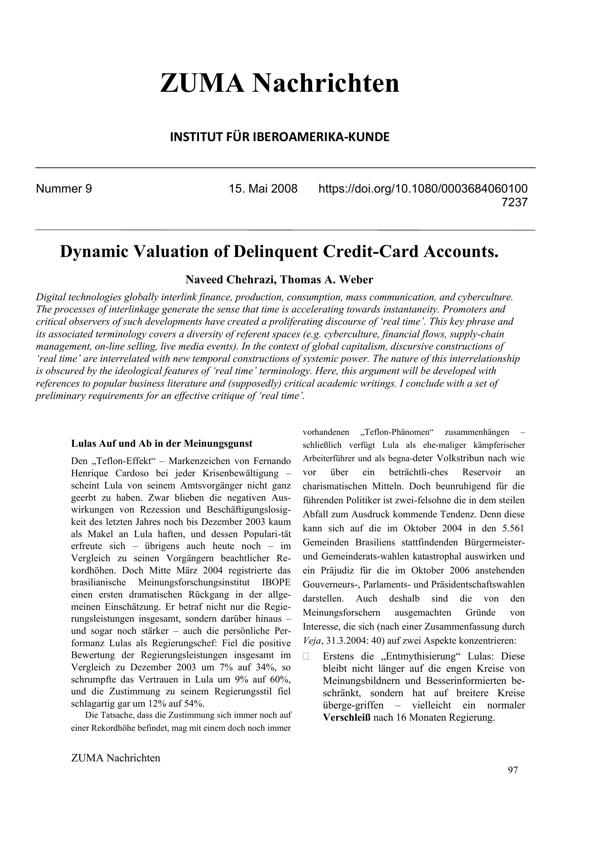 ZUMA Nachrichten
INSTITUT FÜR IBEROAMERIKA-KUNDE
Nummer 9 15. Mai 2008 https://doi.org/10.1080/0003684060100
7237
Dynamic Valuation of Delinquent Credit-Card Accounts.
Naveed Chehrazi, Thomas A. Weber
Digital technologies globally interlink finance, production, consumption, mass communication, and cyberculture.
The processes of interlinkage generate the sense that time is accelerating towards instantaneity. Promoters and
critical observers of such developments have created a proliferating discourse of ‘real time’. This key phrase and
its associated terminology covers a diversity of referent spaces (e.g. cyberculture, financial flows, supply-chain
management, on-line selling, live media events). In the context of global capitalism, discursive constructions of
‘real time’ are interrelated with new temporal constructions of systemic power. The nature of this interrelationship
is obscured by the ideological features of ‘real time’ terminology. Here, this argument will be developed with
references to popular business literature and (supposedly) critical academic writings. I conclude with a set of
preliminary requirements for an effective critique of ‘real time’.
Lulas Auf und Ab in der Meinungsgunst
Den „Teflon-Effekt“ – Markenzeichen von Fernando
Henrique Cardoso bei jeder Krisenbewältigung –
scheint Lula von seinem Amtsvorgänger nicht ganz
geerbt zu haben. Zwar blieben die negativen Aus-
wirkungen von Rezession und Beschäftigungslosig-
keit des letzten Jahres noch bis Dezember 2003 kaum
als Makel an Lula haften, und dessen Populari-tät
erfreute sich – übrigens auch heute noch – im
Vergleich zu seinen Vorgängern beachtlicher Re-
kordhöhen. Doch Mitte März 2004 registrierte das
brasilianische Meinungsforschungsinstitut IBOPE
einen ersten dramatischen Rückgang in der allge-
meinen Einschätzung. Er betraf nicht nur die Regie-
rungsleistungen insgesamt, sondern darüber hinaus –
und sogar noch stärker – auch die persönliche Per-
formanz Lulas als Regierungschef: Fiel die positive
Bewertung der Regierungsleistungen insgesamt im
Vergleich zu Dezember 2003 um 7% auf 34%, so
schrumpfte das Vertrauen in Lula um 9% auf 60%,
und die Zustimmung zu seinem Regierungsstil fiel
schlagartig gar um 12% auf 54%.
Die Tatsache, dass die Zustimmung sich immer noch auf
einer Rekordhöhe befindet, mag mit einem doch noch immer
vorhandenen „Teflon-Phänomen“ zusammenhängen –
schließlich verfügt Lula als ehe-maliger kämpferischer
Arbeiterführer und als begna-deter Volkstribun nach wie
vor über ein beträchtli-ches Reservoir an
charismatischen Mitteln. Doch beunruhigend für die
führenden Politiker ist zwei-felsohne die in dem steilen
Abfall zum Ausdruck kommende Tendenz. Denn diese
kann sich auf die im Oktober 2004 in den 5.561
Gemeinden Brasiliens stattfindenden Bürgermeister-
und Gemeinderats-wahlen katastrophal auswirken und
ein Präjudiz für die im Oktober 2006 anstehenden
Gouverneurs-, Parlaments- und Präsidentschaftswahlen
darstellen. Auch deshalb sind die von den
Meinungsforschern ausgemachten Gründe von
Interesse, die sich (nach einer Zusammenfassung durch
Veja, 31.3.2004: 40) auf zwei Aspekte konzentrieren:
Erstens die „Entmythisierung“ Lulas: Diese
bleibt nicht länger auf die engen Kreise von
Meinungsbildnern und Besserinformierten be-
schränkt, sondern hat auf breitere Kreise
überge-griffen – vielleicht ein normaler
Verschleiß nach 16 Monaten Regierung.
ZUMA Nachrichten
97